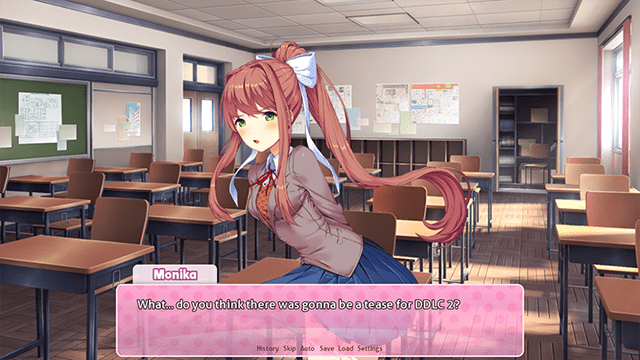 Monika
What... do you think there was gonna be a tease for DDLC 2?
History Skip Auto Save Load Settings